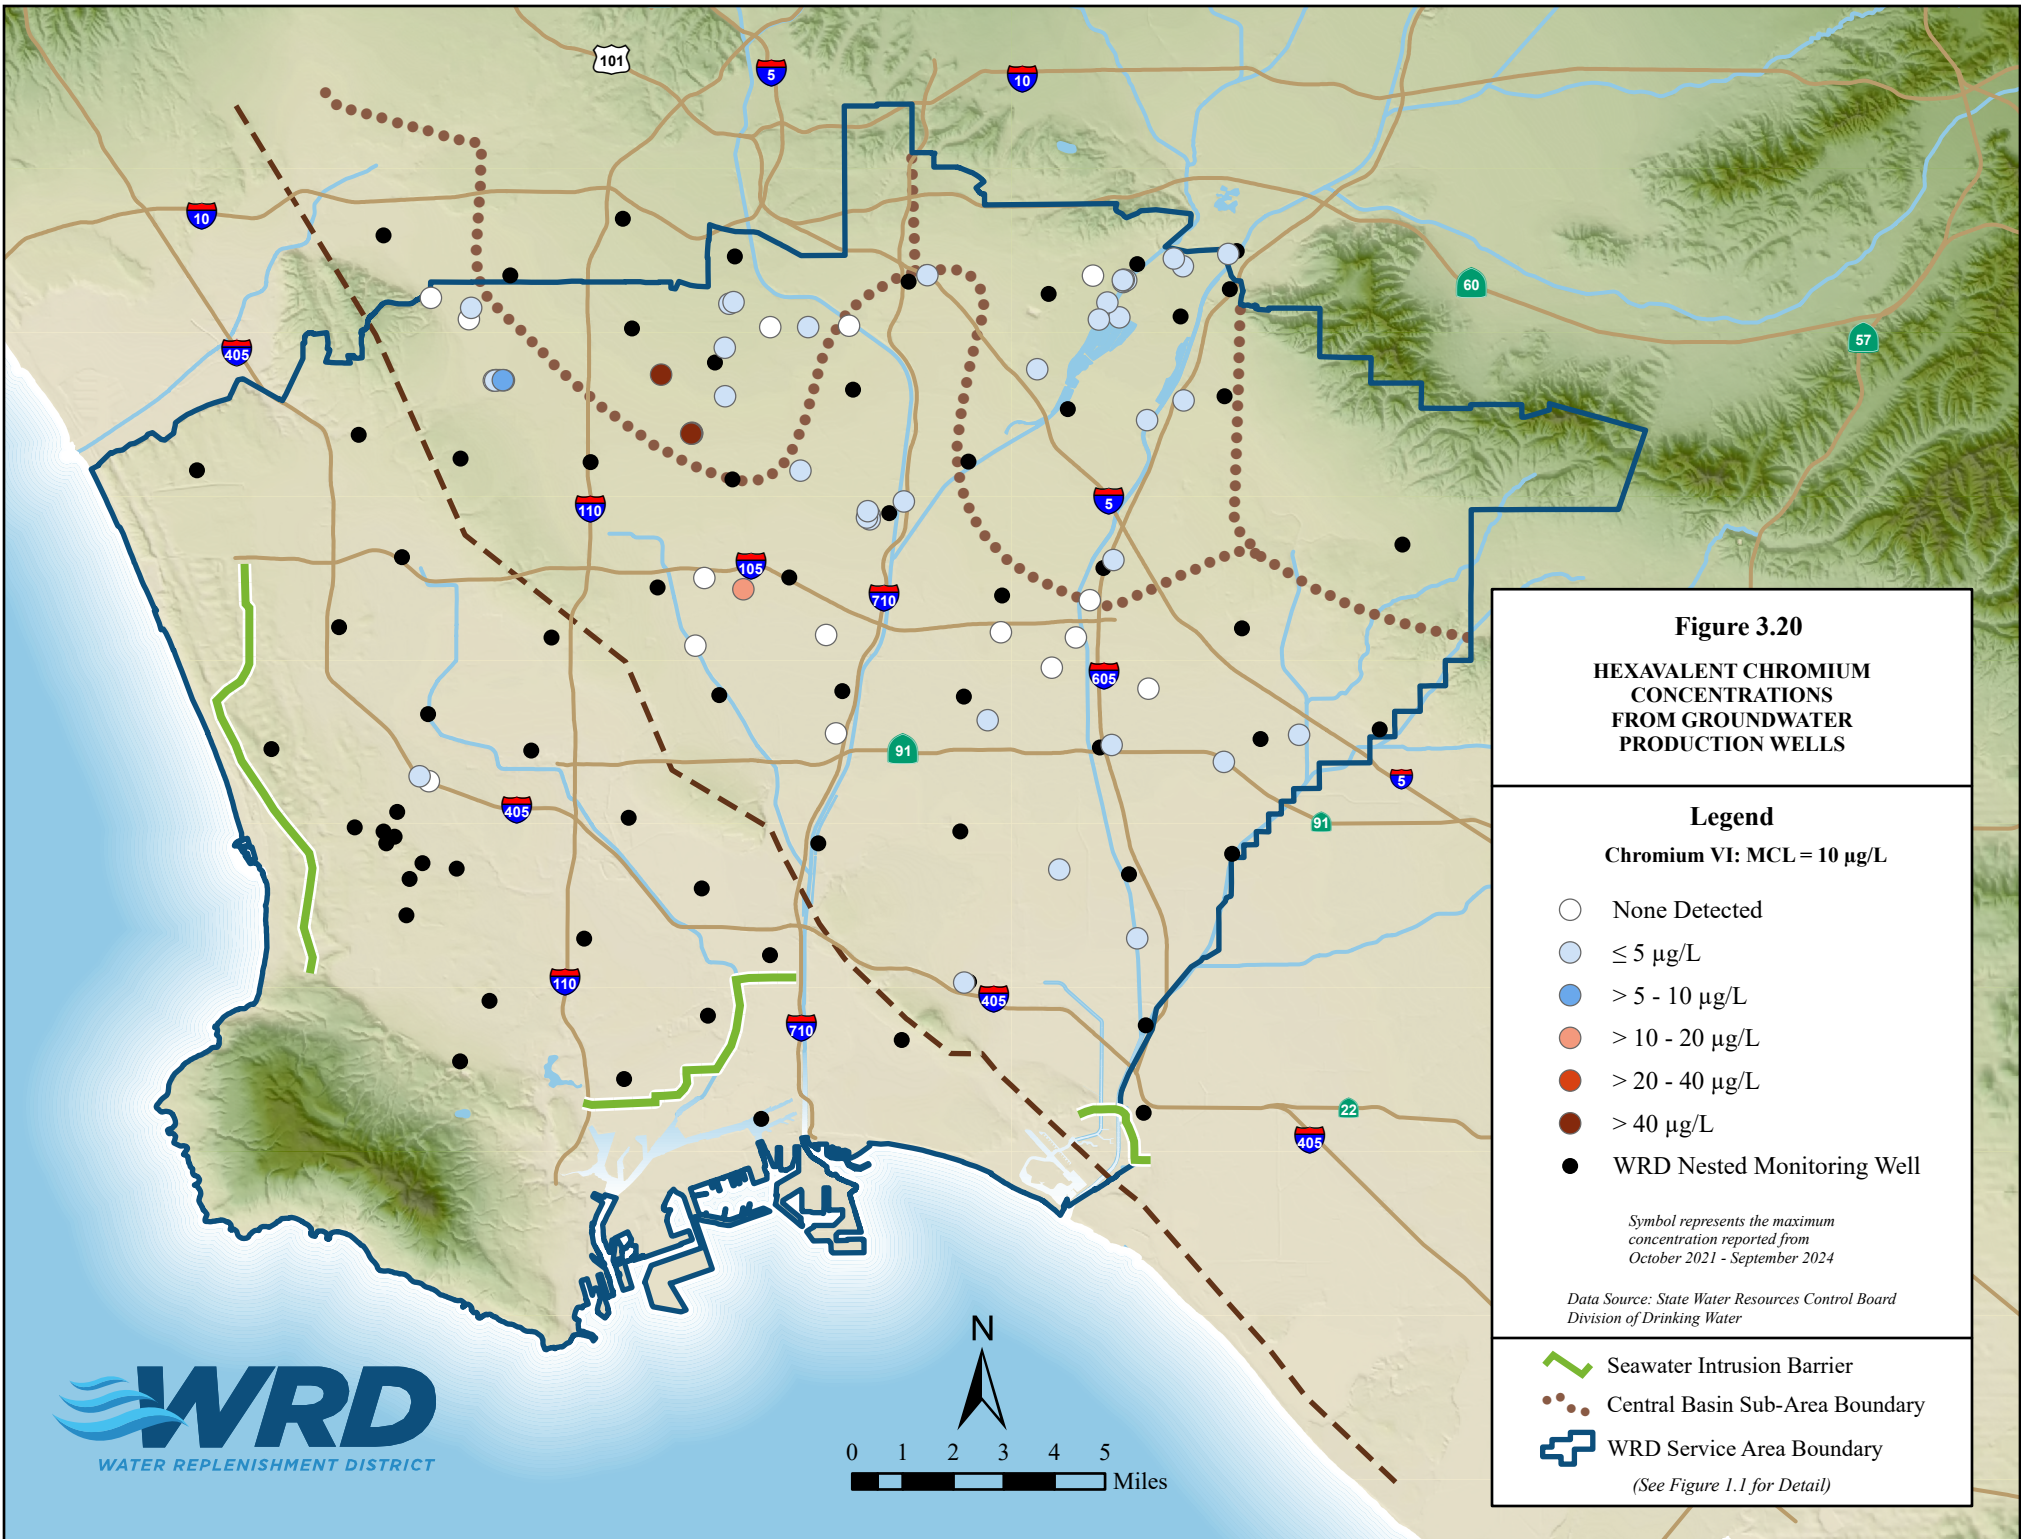 101
5
10
10
60
57
405
110
5
105
710
605
91
5
405
91
110
405
710
22
405
Figure 3.20
HEXAVALENT CHROMIUM
CONCENTRATIONS
FROM GROUNDWATER
PRODUCTION WELLS
Legend
Chromium VI: MCL = 10 µg/L
None Detected
≤ 5 µg/L
> 5 - 10 µg/L
> 10 - 20 µg/L
> 20 - 40 µg/L
> 40 µg/L
WRD Nested Monitoring Well
Symbol represents the maximum
concentration reported from
October 2021 - September 2024
Data Source: State Water Resources Control Board
Division of Drinking Water
Seawater Intrusion Barrier
Central Basin Sub-Area Boundary
WRD Service Area Boundary
(See Figure 1.1 for Detail)
N
0 1 2 3 4 5
Miles
WRD
WATER REPLENISHMENT DISTRICT